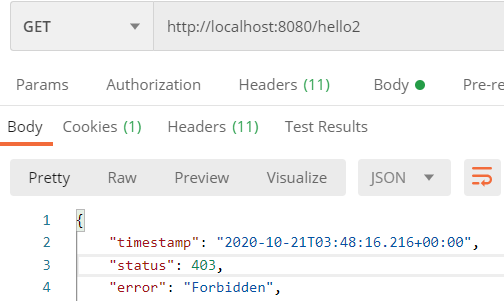 GET http://localhost:8080/hello2
Params Authorization Headers (11) Body Pre-re
Body Cookies (1) Headers (11) Test Results
Pretty Raw Preview Visualize JSON
1 {
2 "timestamp": "2020-10-21T03:48:16.216+00:00",
3 "status": 403,
4 "error": "Forbidden",